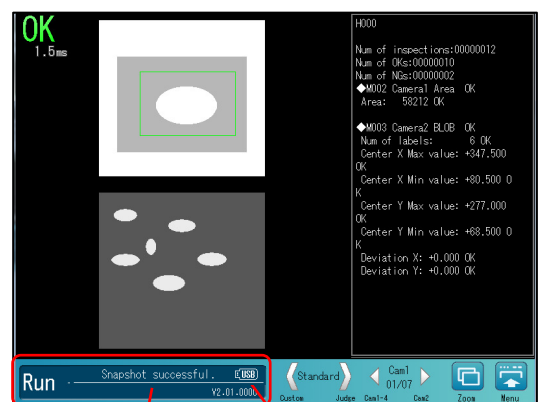 OK
1.5ms
H000
Num of inspections:00000012
Num of OKs:00000010
Num of NGs:00000002
◆M002 Camera1 Area OK
Area: 58212 OK
◆M003 Camera2 BLOB OK
Num of labels: 6 OK
Center X Max value: +347.500
OK
Center X Min value: +80.500 O
K
Center Y Max value: +277.000
OK
Center Y Min value: +68.500 O
K
Deviation X: +0.000 OK
Deviation Y: +0.000 OK
Run
Snapshot successful. USB
V2.01.0000
Standard
Custom Judge
Cam1
01/07
Cam1-4 Cam2
Zoom
Menu